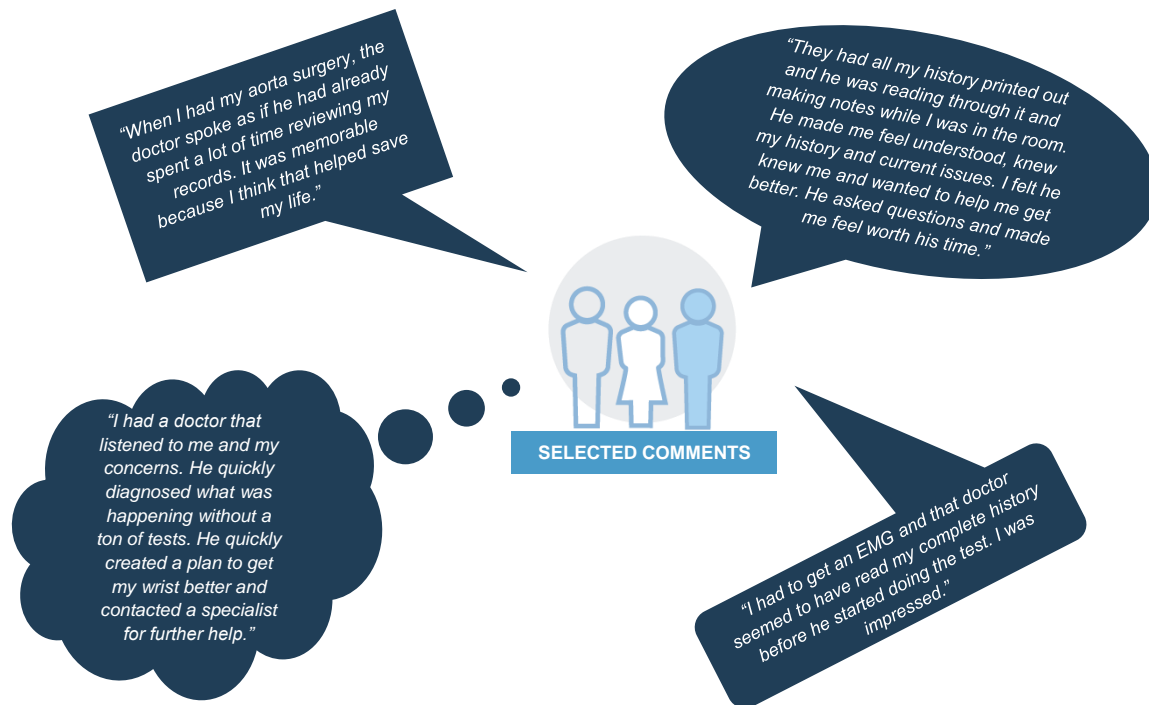 “When I had my aorta surgery, the
doctor spoke as if he had already
spent a lot of time reviewing my
records. It was memorable
because I think that helped save
my life.”
“They had all my history printed out
and he was reading through it and
making notes while I was in the room.
He made me feel understood, knew
my history and current issues. I felt he
knew me and wanted to help me get
better. He asked questions and made
me feel worth his time.”
SELECTED COMMENTS
“I had a doctor that
listened to me and my
concerns. He quickly
diagnosed what was
happening without a
ton of tests. He quickly
created a plan to get
my wrist better and
contacted a specialist
for further help.”
“I had to get an EMG and that doctor
seemed to have read my complete history
before he started doing the test. I was
impressed.”